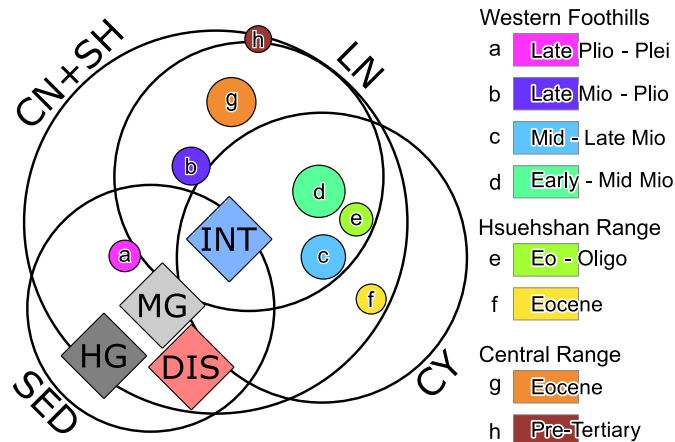 CN+SH
LN
CY
SED
h
g
b
d
e
c
a
f
INT
MG
HG
DIS
Western Foothills
a Late Plio - Plei
b Late Mio - Plio
c Mid - Late Mio
d Early - Mid Mio
Hsuehshan Range
e Eo - Oligo
f Eocene
Central Range
g Eocene
h Pre-Tertiary